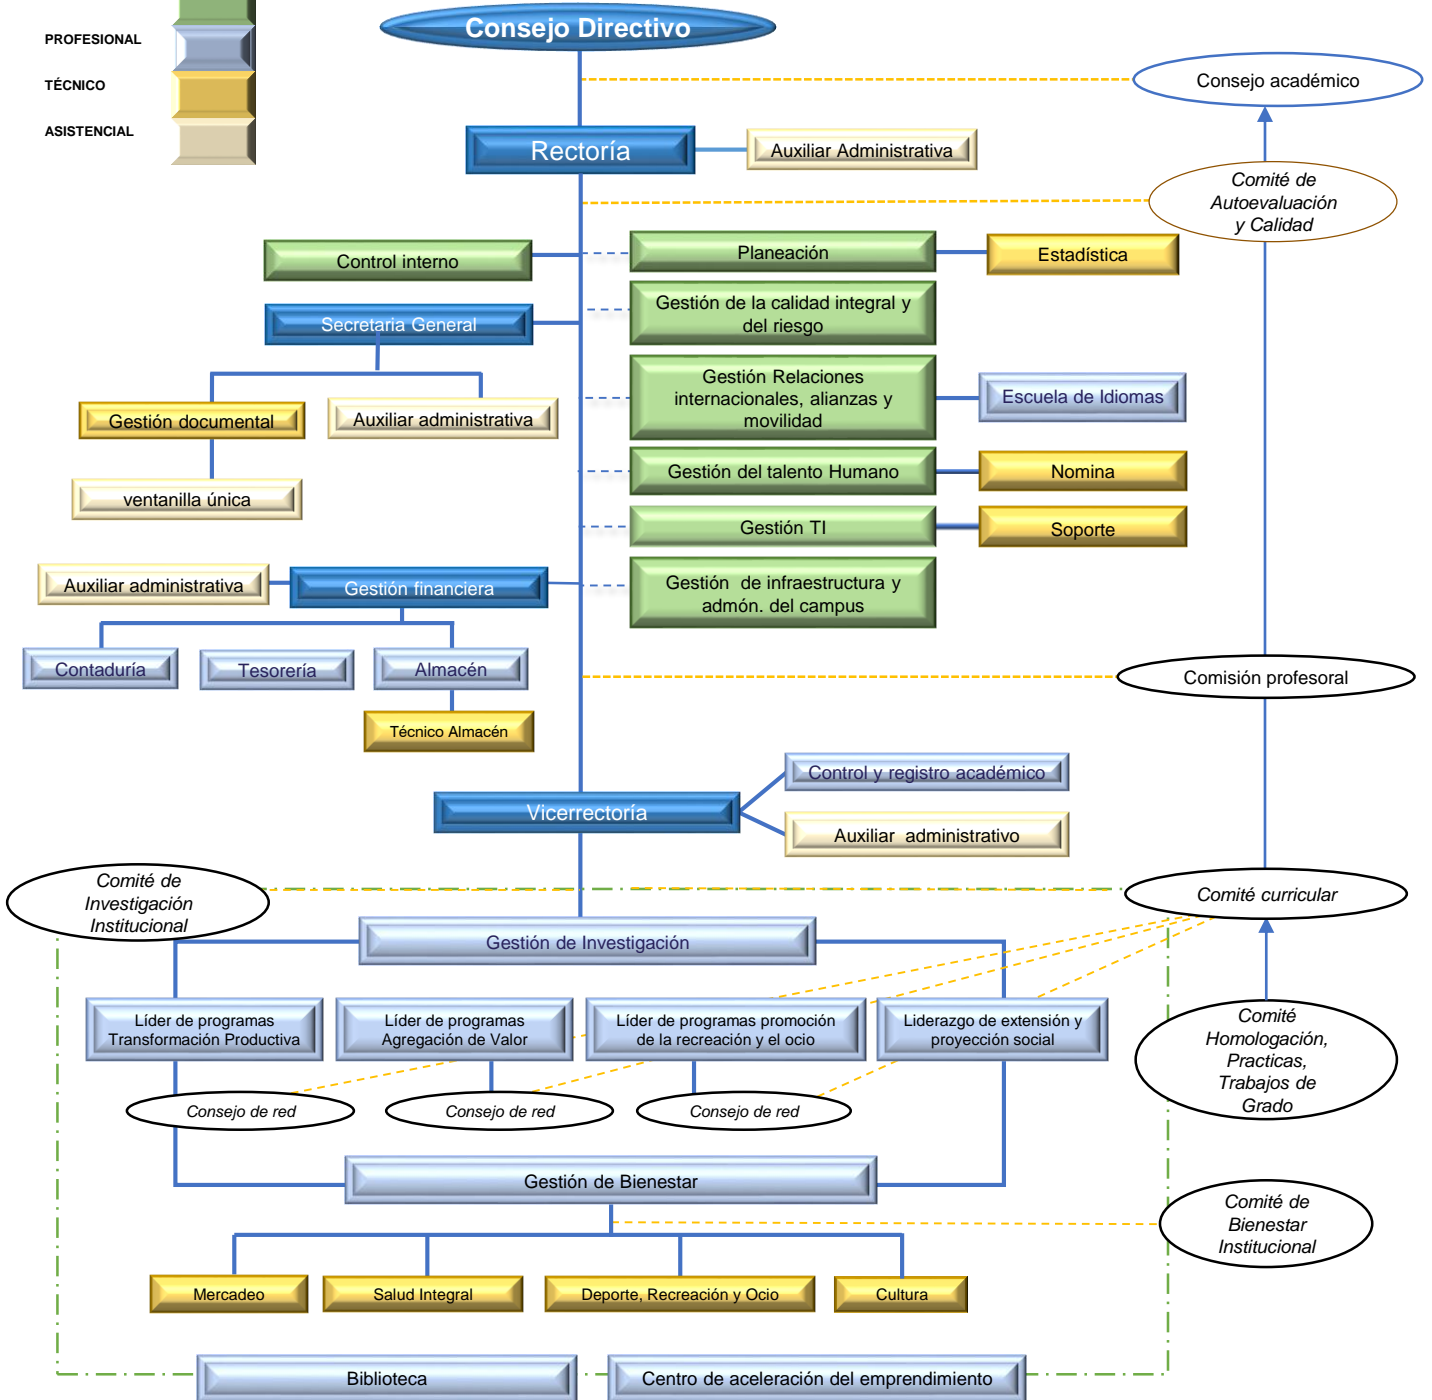 Consejo Directivo
PROFESIONAL
TÉCNICO
ASISTENCIAL
Consejo académico
Rectoría
Auxiliar Administrativa
Comité de
Autoevaluación
y Calidad
Control interno
Planeación
Estadística
Secretaria General
Gestión de la calidad integral y
del riesgo
Gestión Relaciones
internacionales, alianzas y
movilidad
Escuela de Idiomas
Gestión documental
Auxiliar administrativa
Gestión del talento Humano
Nomina
ventanilla única
Gestión TI
Soporte
Auxiliar administrativa
Gestión financiera
Gestión de infraestructura y
admón. del campus
Contaduría
Tesorería
Almacén
Comisión profesoral
Técnico Almacén
Control y registro académico
Vicerrectoría
Auxiliar administrativo
Comité de
Investigación
Institucional
Comité curricular
Gestión de Investigación
Líder de programas
Transformación Productiva
Líder de programas
Agregación de Valor
Líder de programas promoción
de la recreación y el ocio
Liderazgo de extensión y
proyección social
Comité
Homologación,
Practicas,
Trabajos de
Grado
Consejo de red
Consejo de red
Consejo de red
Gestión de Bienestar
Comité de
Bienestar
Institucional
Mercadeo
Salud Integral
Deporte, Recreación y Ocio
Cultura
Biblioteca
Centro de aceleración del emprendimiento